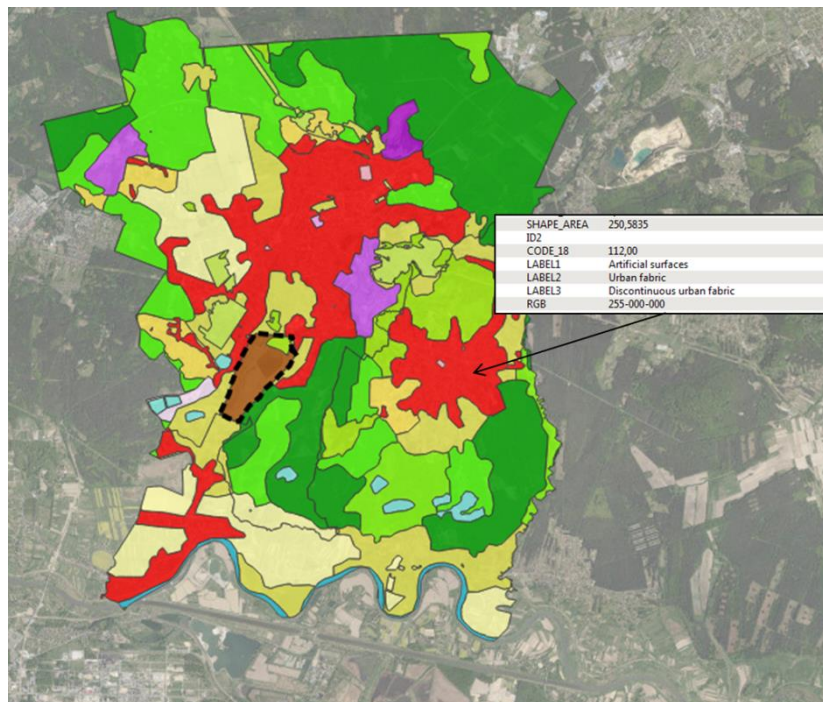 SHAPE_AREA 250,5835
ID2
CODE_18 112,00
LABEL1 Artificial surfaces
LABEL2 Urban fabric
LABEL3 Discontinuous urban fabric
RGB 255-000-000